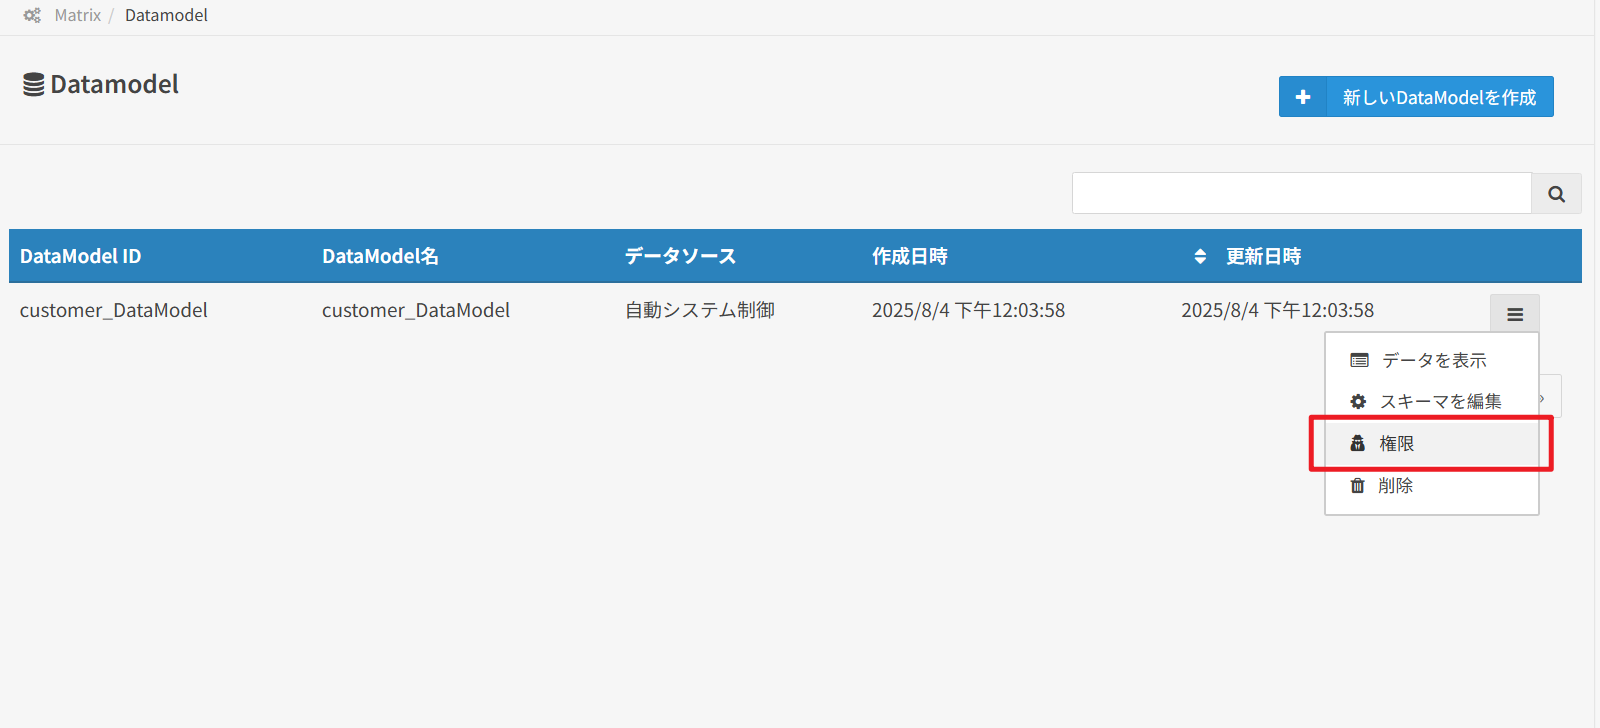 Matrix / Datamodel
Datamodel
新しいDataModelを作成
DataModel ID DataModel名 データソース 作成日時 更新日時
customer_DataModel customer_DataModel 自動システム制御 2025/8/4 下午12:03:58 2025/8/4 下午12:03:58
データを表示
スキーマを編集
権限
削除